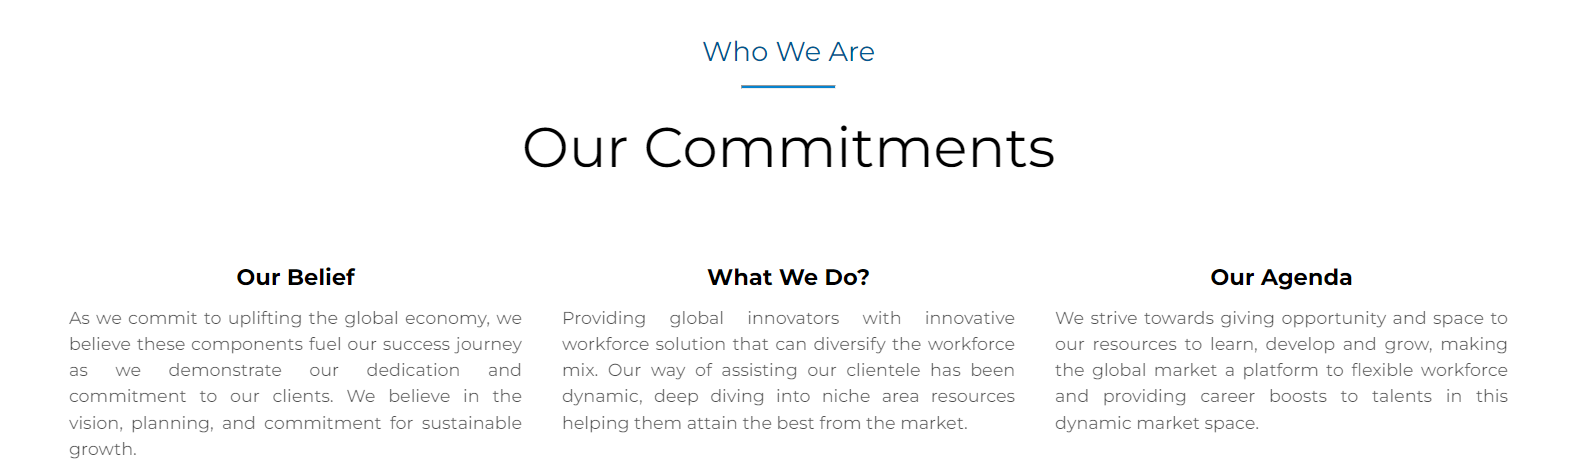 Who We Are
Our Commitments
Our Belief
As we commit to uplifting the global economy, we
believe these components fuel our success journey
as we demonstrate our dedication and
commitment to our clients. We believe in the
vision, planning, and commitment for sustainable
growth.
What We Do?
Providing global innovators with innovative
workforce solution that can diversify the workforce
mix. Our way of assisting our clientele has been
dynamic, deep diving into niche area resources
helping them attain the best from the market.
Our Agenda
We strive towards giving opportunity and space to
our resources to learn, develop and grow, making
the global market a platform to flexible workforce
and providing career boosts to talents in this
dynamic market space.